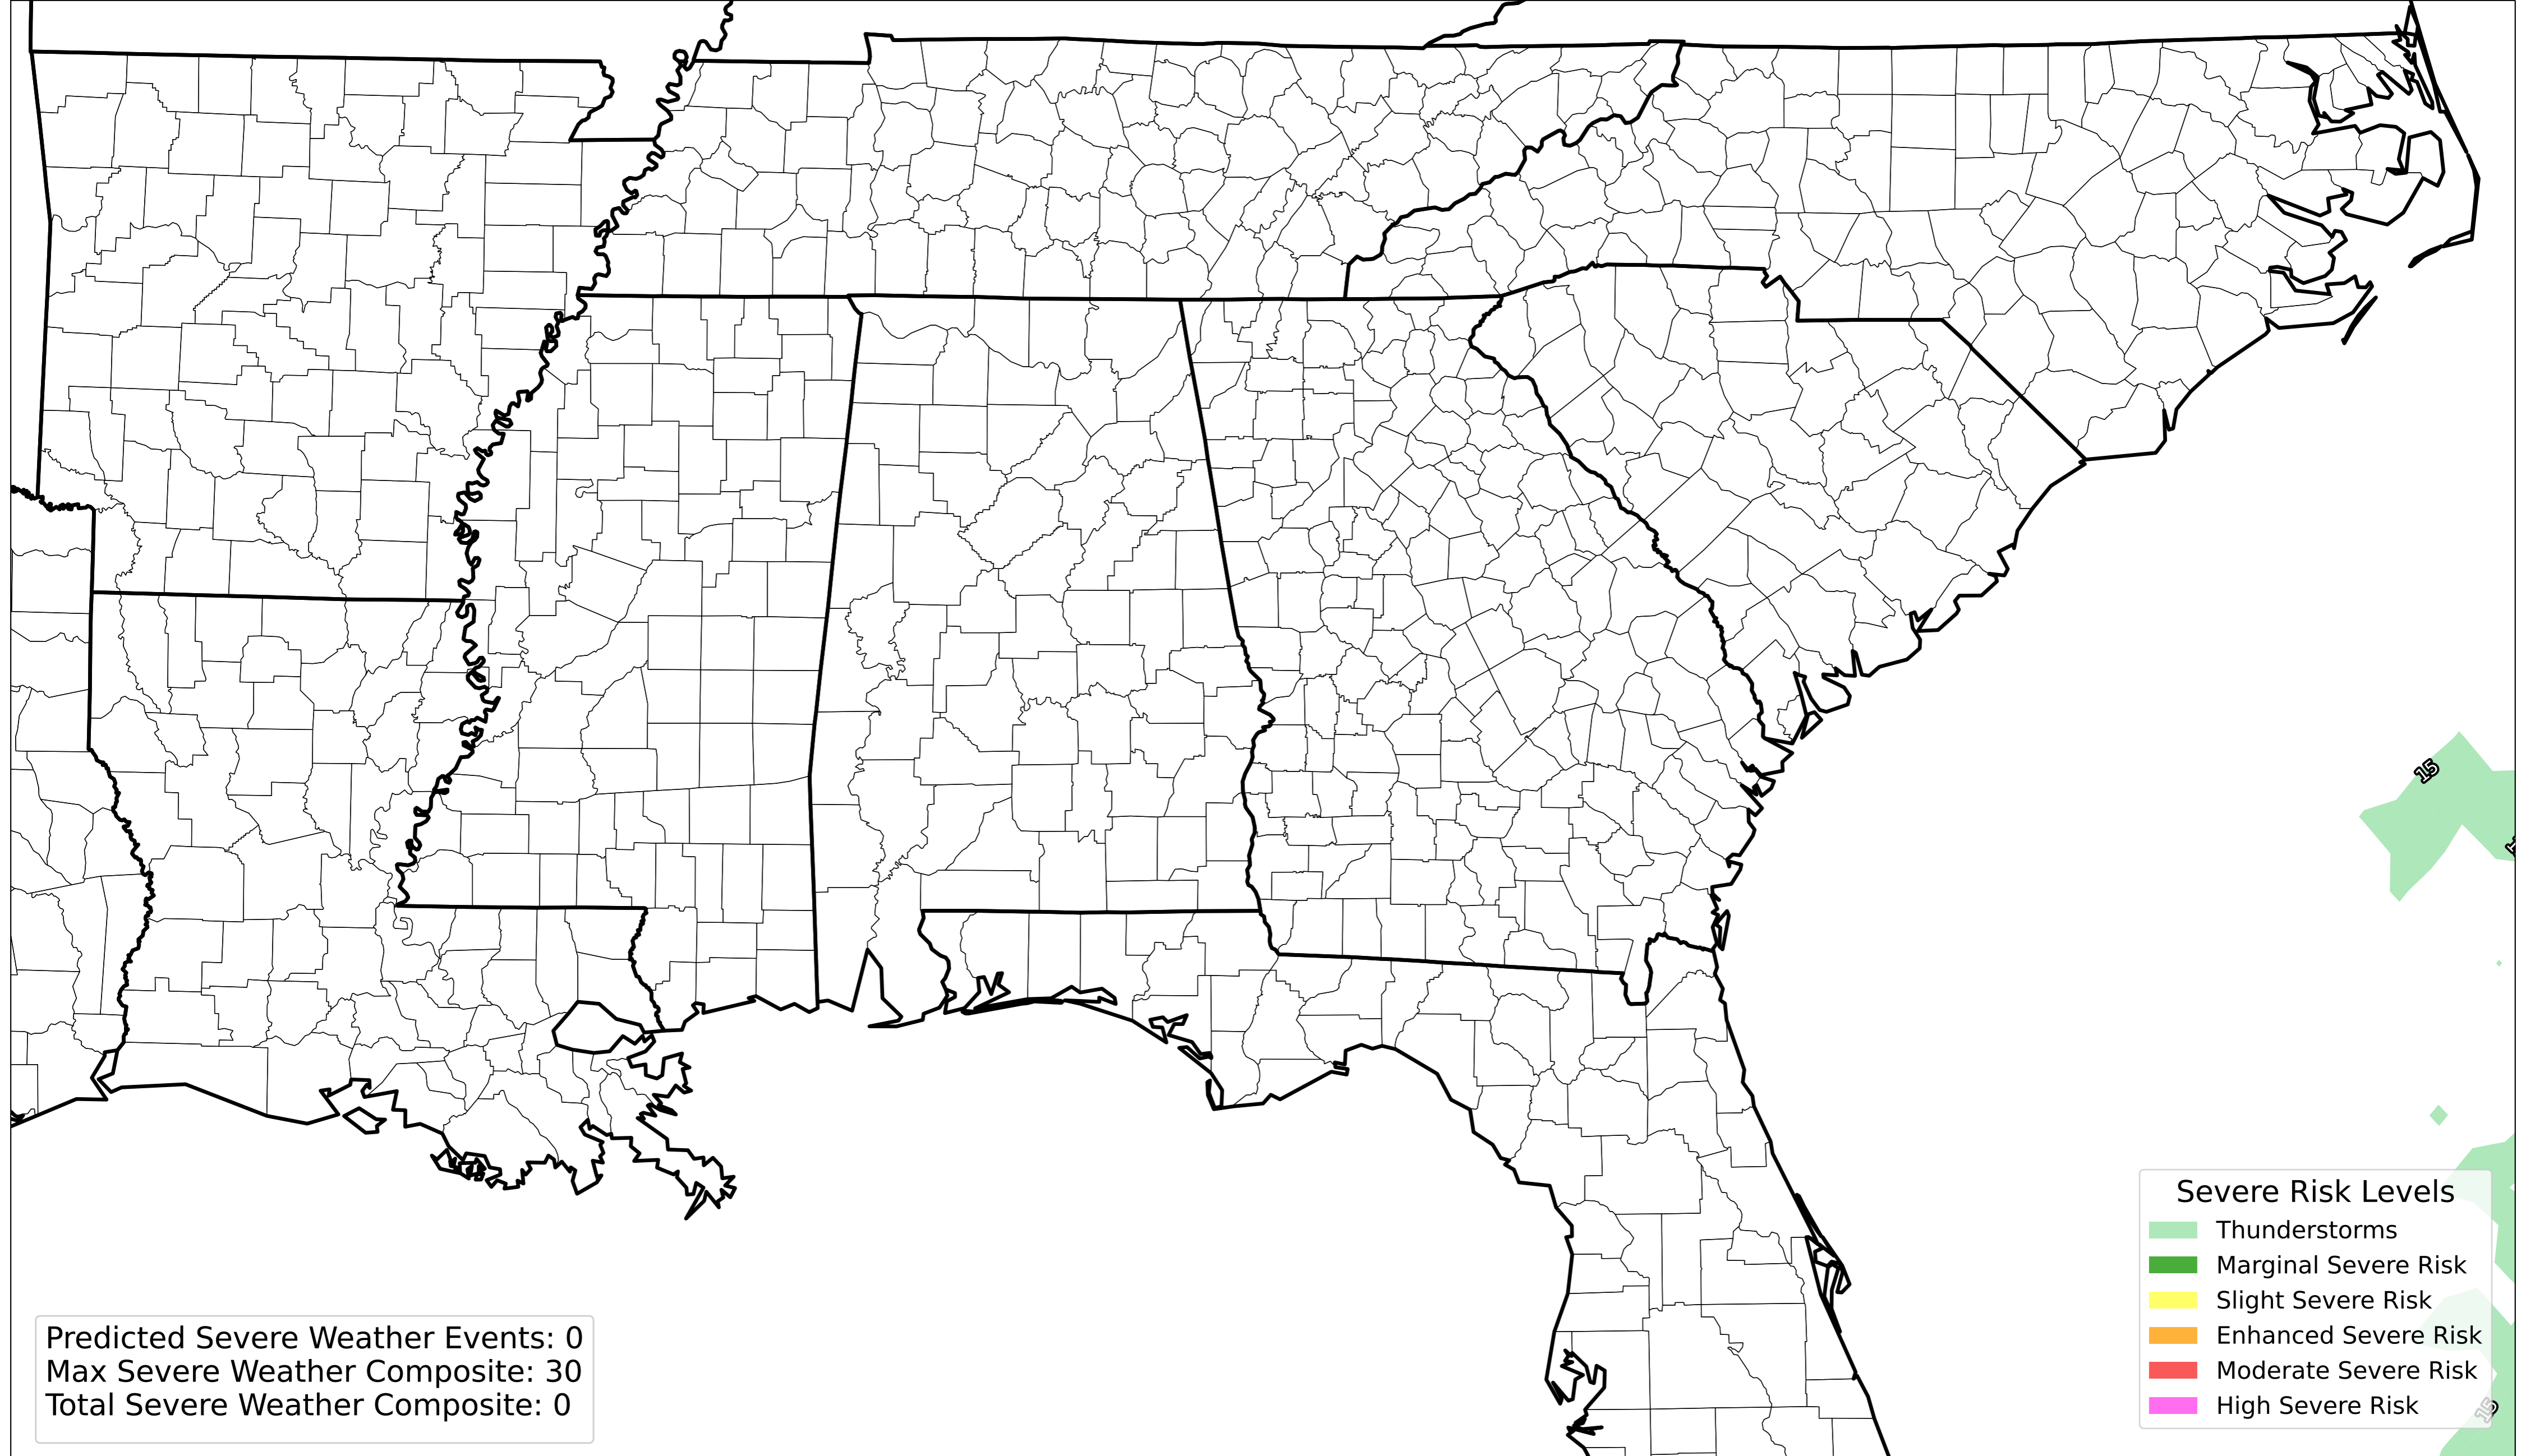 15
Severe Risk Levels
Thunderstorms
Marginal Severe Risk
Slight Severe Risk
Enhanced Severe Risk
Moderate Severe Risk
High Severe Risk
15
Predicted Severe Weather Events: 0
Max Severe Weather Composite: 30
Total Severe Weather Composite: 0